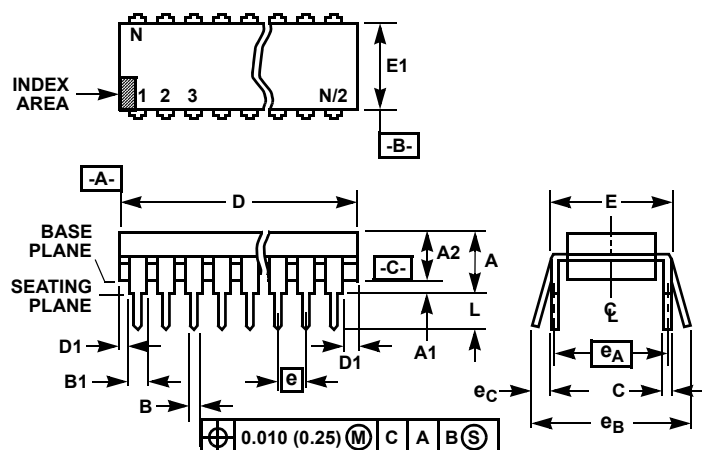 N
E1
INDEX
AREA
1 2 3 N/2
-B-
-A-
D
E
BASE
PLANE
A2
A
-C-
SEATING
PLANE
L
D1
A1
D1
B1
e
B
C
L
eA
eC
C
eB
0.010 (0.25) M C A B S